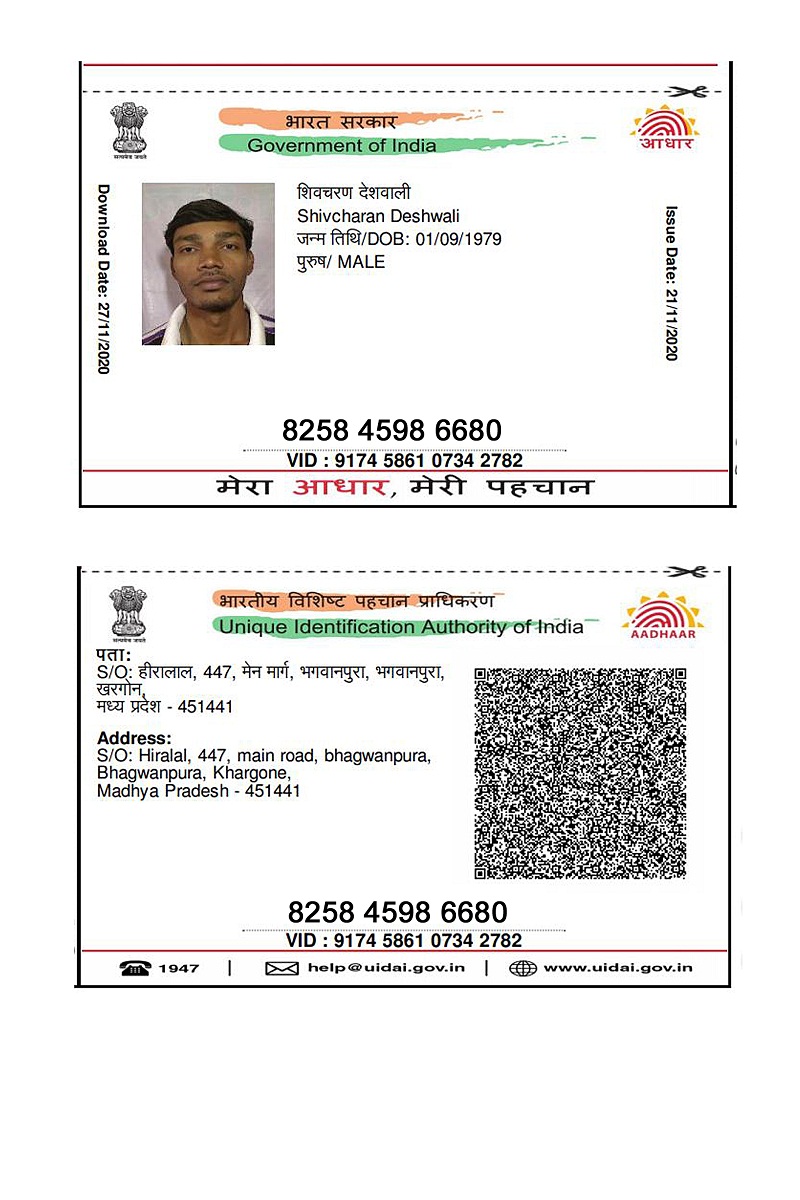 भारत सरकार
Government of India
सत्यमेव जयते
आधार
Download Date: 27/11/2020
शिवचरण देशवाली
Shivcharan Deshwali
जन्म तिथि/DOB: 01/09/1979
पुरुष/ MALE
Issue Date: 21/11/2020
8258 4598 6680
VID : 9174 5861 0734 2782
मेरा आधार, मेरी पहचान
भारतीय विशिष्ट पहचान प्राधिकरण
Unique Identification Authority of India
सत्यमेव जयते
AADHAAR
पता:
S/O: हीरालाल, 447, मेन मार्ग, भगवानपुरा, भगवानपुरा,
खरगोन,
मध्य प्रदेश - 451441
Address:
S/O: Hiralal, 447, main road, bhagwanpura,
Bhagwanpura, Khargone,
Madhya Pradesh - 451441
8258 4598 6680
VID : 9174 5861 0734 2782
1947 | help@uidai.gov.in | www.uidai.gov.in